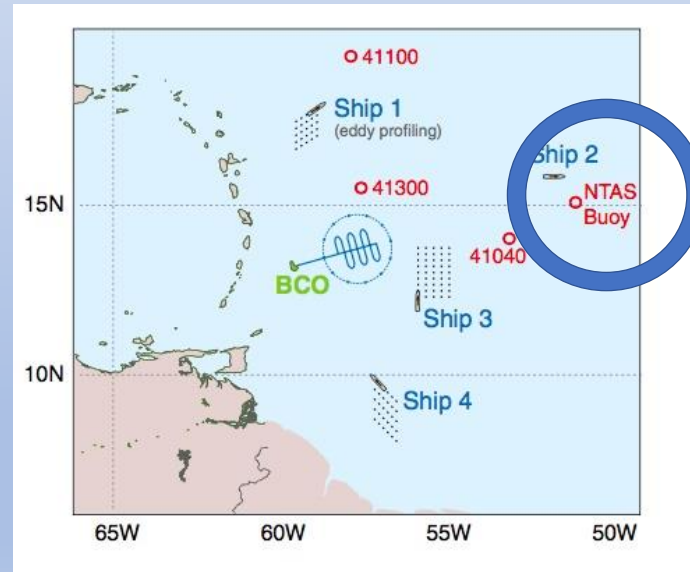 41100
Ship 1
(eddy profiling)
Ship 2
15N
41300
NTAS
Buoy
41040
BCO
Ship 3
10N
Ship 4
65W
60W
55W
50W